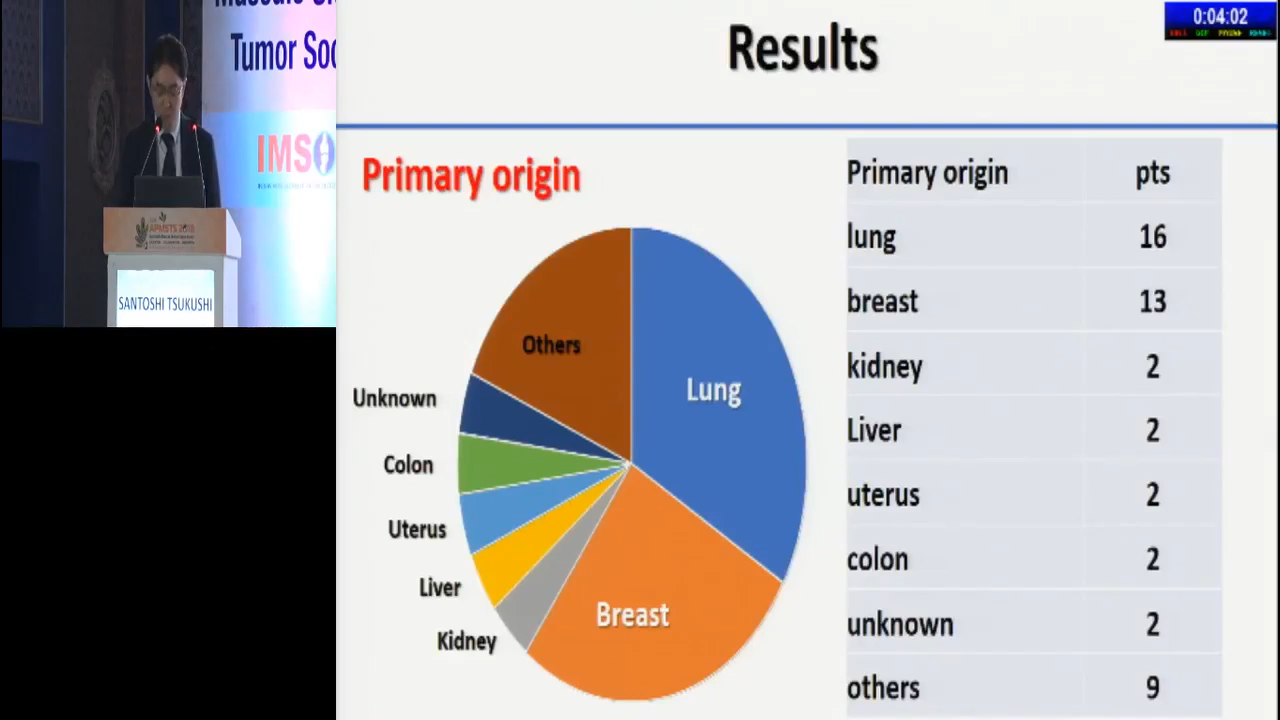 Tumor Soc
IMS
APMSTS 2018
SANTOSHI TSUKUSHI
Results
0:04:02
Primary origin
Others
Lung
Unknown
Colon
Uterus
Liver
Kidney
Breast
Primary origin pts
lung 16
breast 13
kidney 2
Liver 2
uterus 2
colon 2
unknown 2
others 9